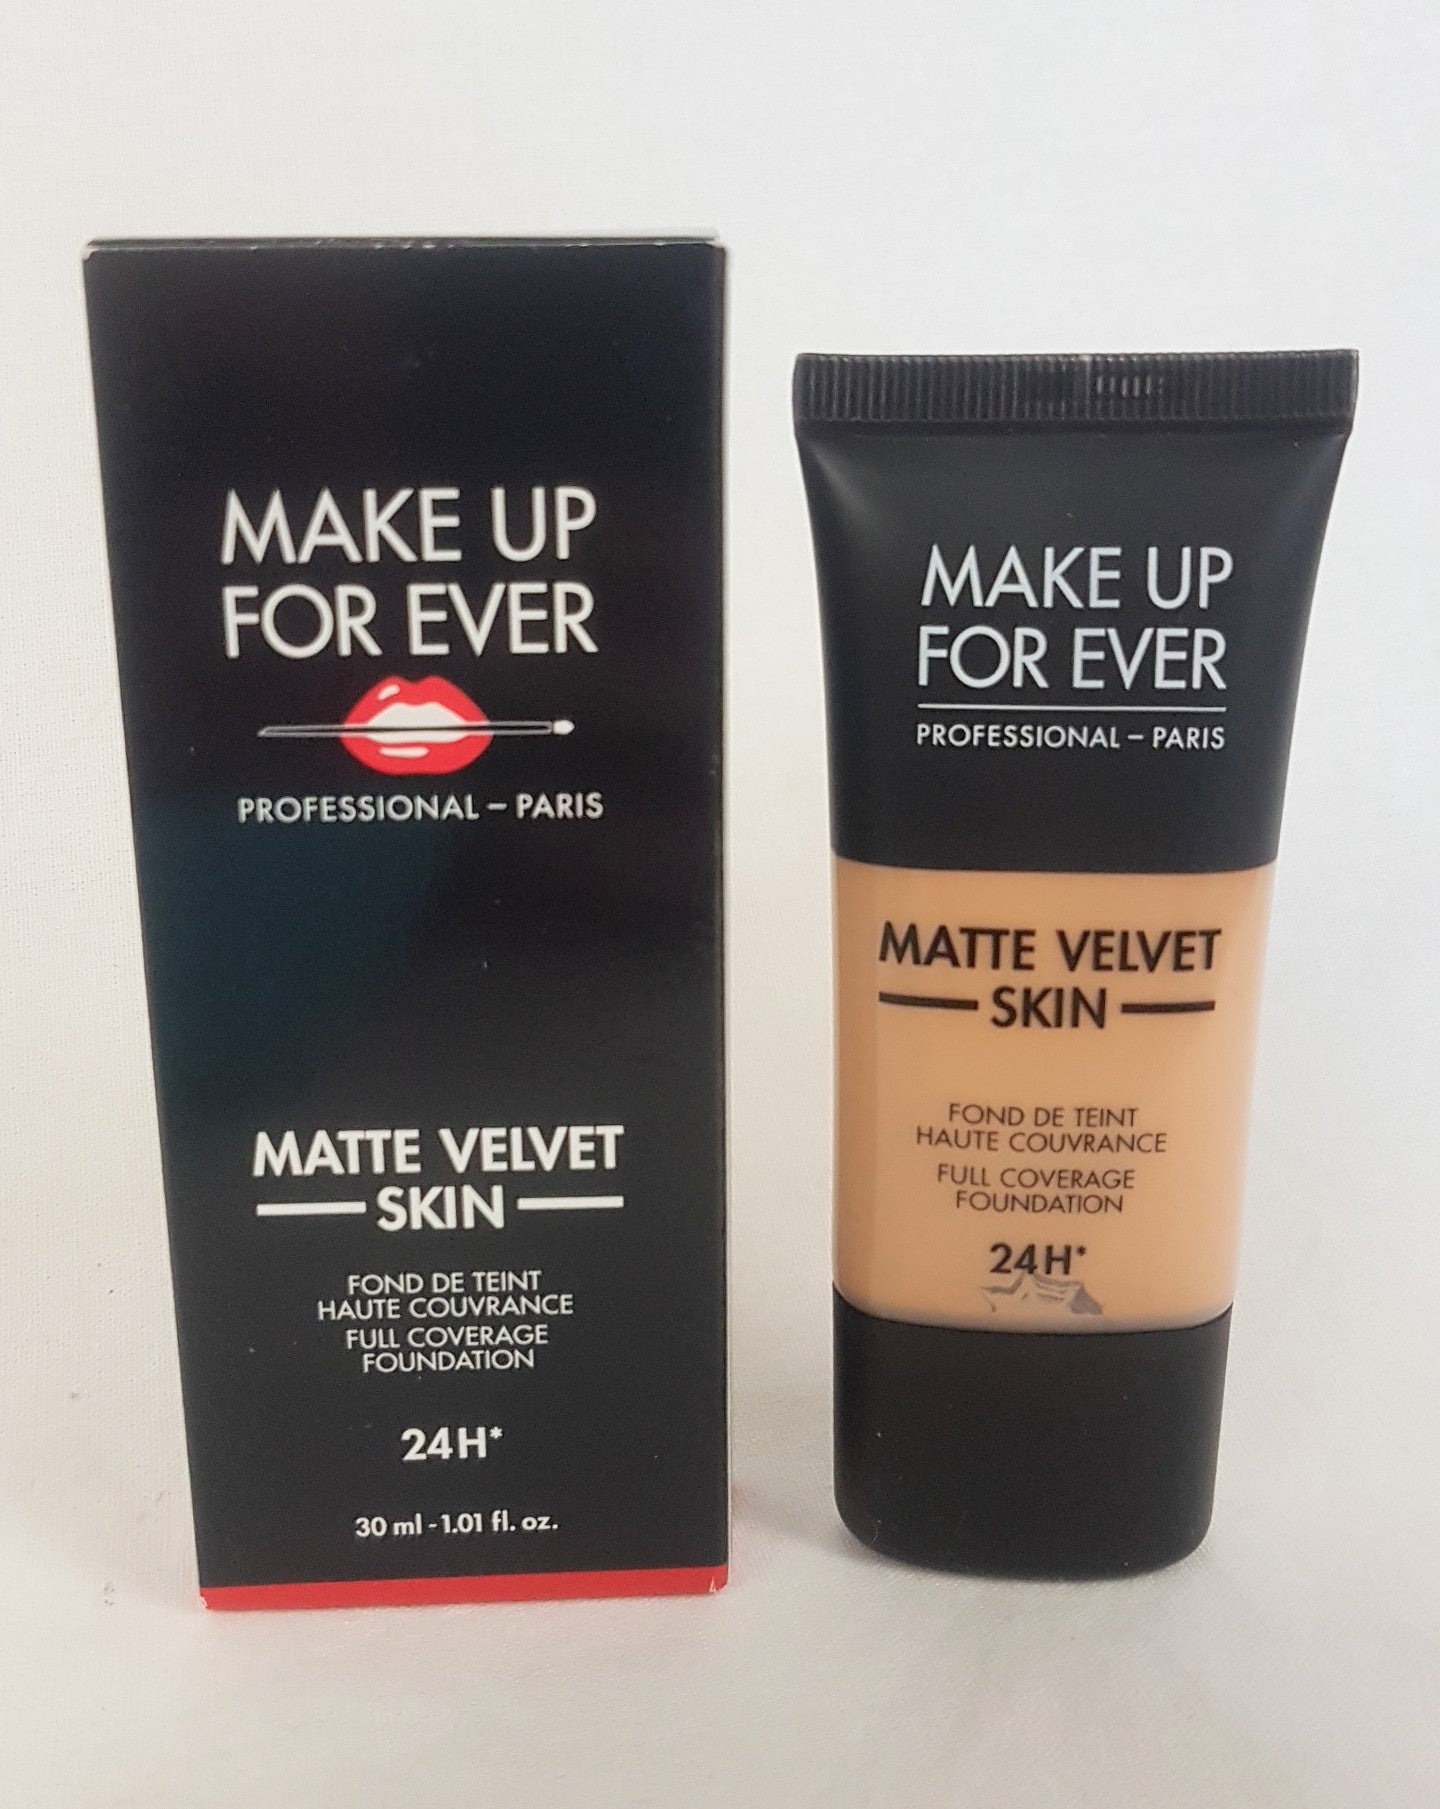 MAKE UP
FOR EVER
PROFESSIONAL – PARIS
MATTE VELVET
SKIN
FOND DE TEINT
HAUTE COUVRANCE
FULL COVERAGE
FOUNDATION
24H*
30 ml - 1.01 fl. oz.
MAKE UP
FOR EVER
PROFESSIONAL – PARIS
MATTE VELVET
SKIN
FOND DE TEINT
HAUTE COUVRANCE
FULL COVERAGE
FOUNDATION
24H*